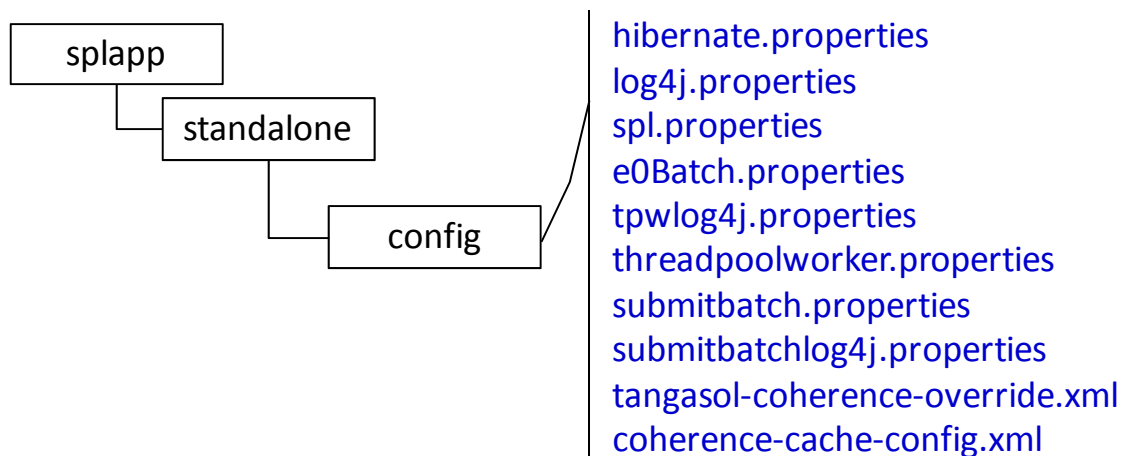 splapp
standalone
config
hibernate.properties
log4j.properties
spl.properties
e0Batch.properties
tpwlog4j.properties
threadpoolworker.properties
submitbatch.properties
submitbatchlog4j.properties
tangasol-coherence-override.xml
coherence-cache-config.xml